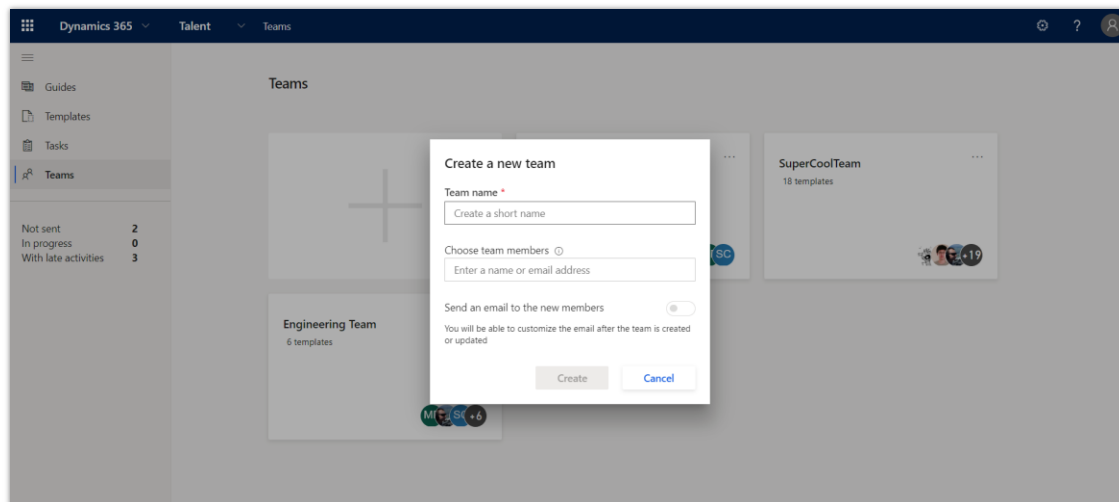 Dynamics 365 Talent Teams ?
Guides
Templates
Tasks
Teams
Not sent 2
In progress 0
With late activities 3
Teams
SC
SuperCoolTeam
18 templates
+19
Engineering Team
6 templates
SC +6
Create a new team
Team name *
Create a short name
Choose team members
Enter a name or email address
Send an email to the new members
You will be able to customize the email after the team is created
or updated
Create Cancel